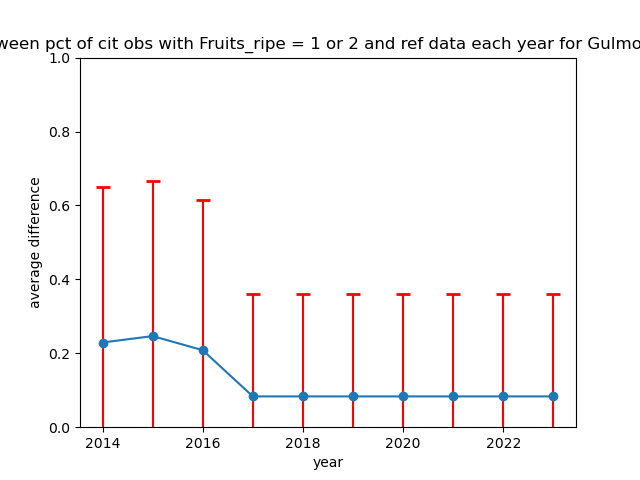 ween pct of cit obs with Fruits_ripe = 1 or 2 and ref data each year for Gulmo
1.0
0.8
0.6
0.4
0.2
0.0
average difference
2014 2016 2018 2020 2022
year